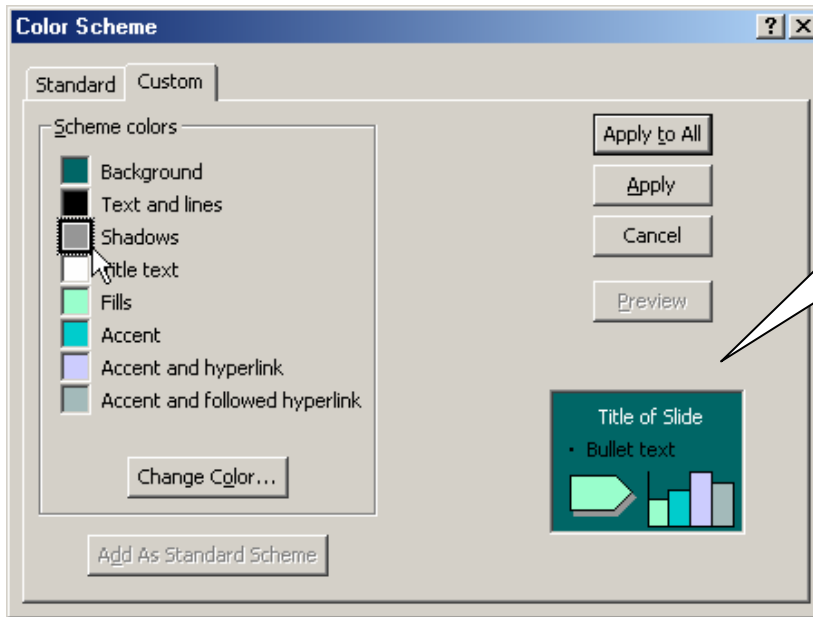 Color Scheme
Standard Custom
Scheme colors
Background
Text and lines
Shadows
Title text
Fills
Accent
Accent and hyperlink
Accent and followed hyperlink
Change Color...
Add As Standard Scheme
Apply to All
Apply
Cancel
Preview
Title of Slide
• Bullet text